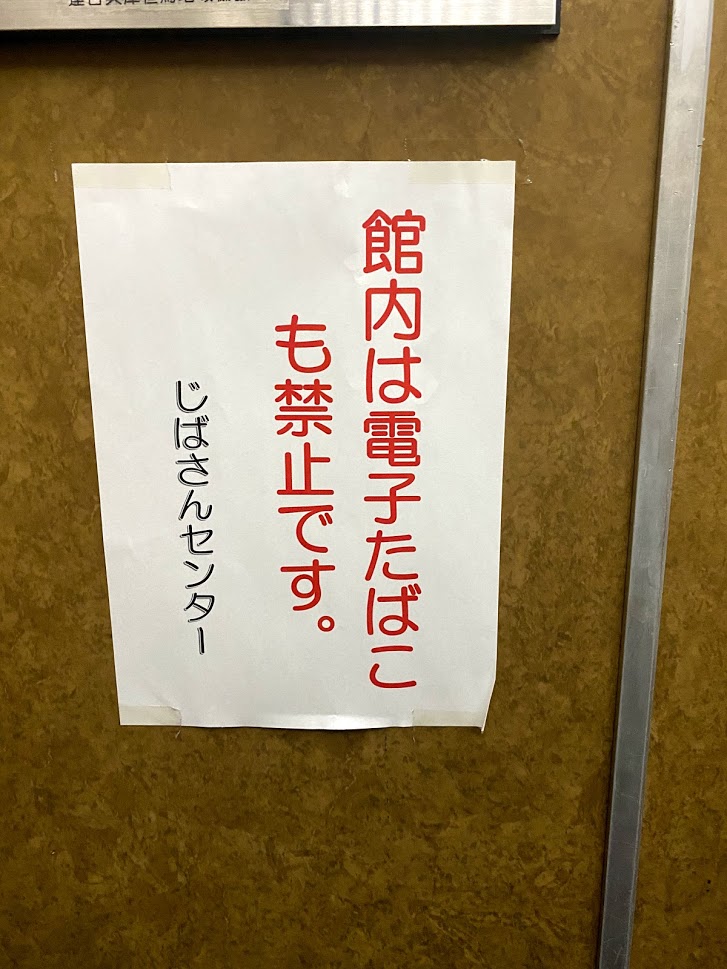 館内は電子たばこ
も禁止です。
じばさんセンター